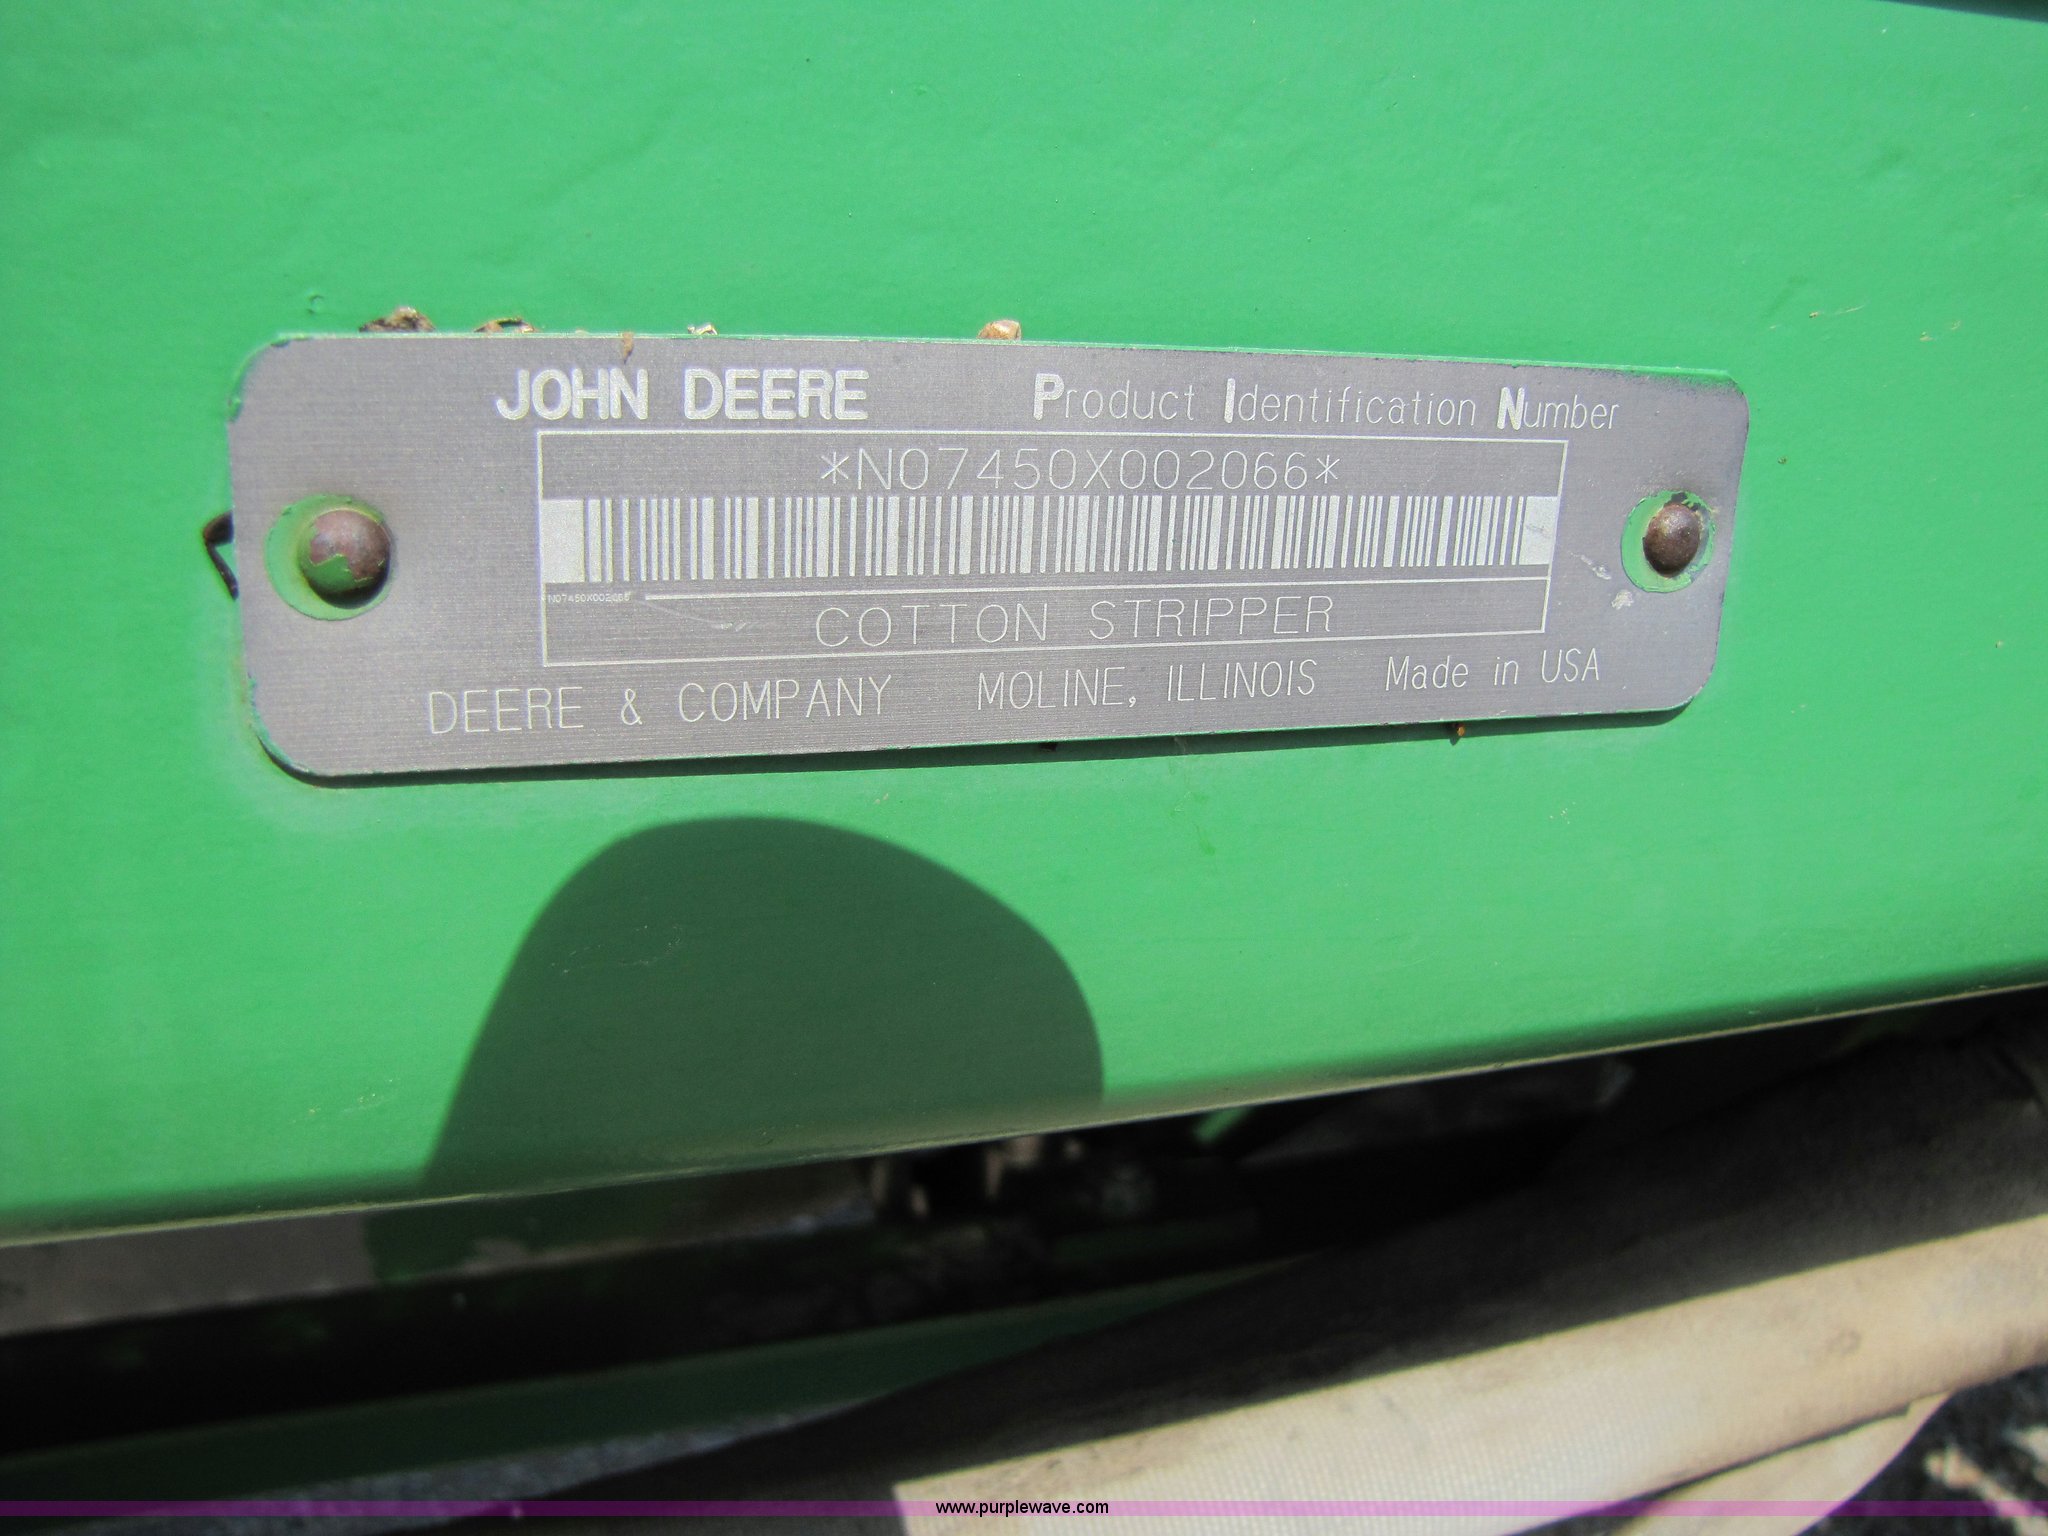 JOHN DEERE Product Identification Number
*N07450X002066*
N07450X002066
COTTON STRIPPER
DEERE & COMPANY MOLINE, ILLINOIS Made in USA
www.purplewave.com